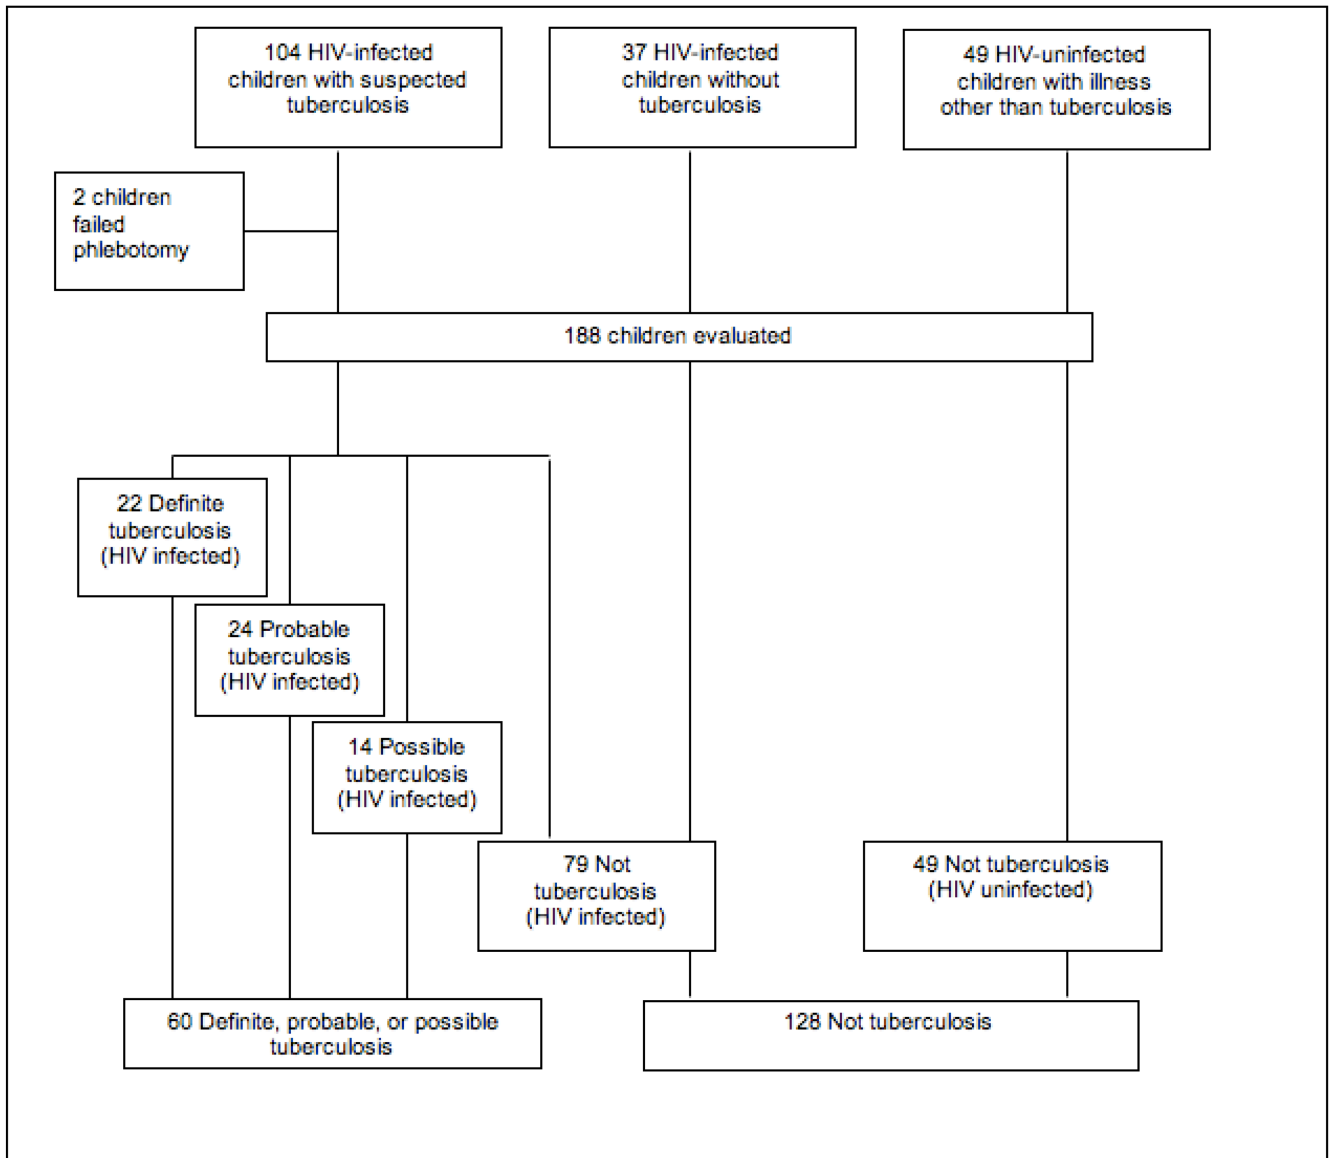 104 HIV-infected
children with suspected
tuberculosis
37 HIV-infected
children without
tuberculosis
49 HIV-uninfected
children with illness
other than tuberculosis
2 children
failed
phlebotomy
188 children evaluated
22 Definite
tuberculosis
(HIV infected)
24 Probable
tuberculosis
(HIV infected)
14 Possible
tuberculosis
(HIV infected)
79 Not
tuberculosis
(HIV infected)
49 Not tuberculosis
(HIV uninfected)
60 Definite, probable, or possible
tuberculosis
128 Not tuberculosis